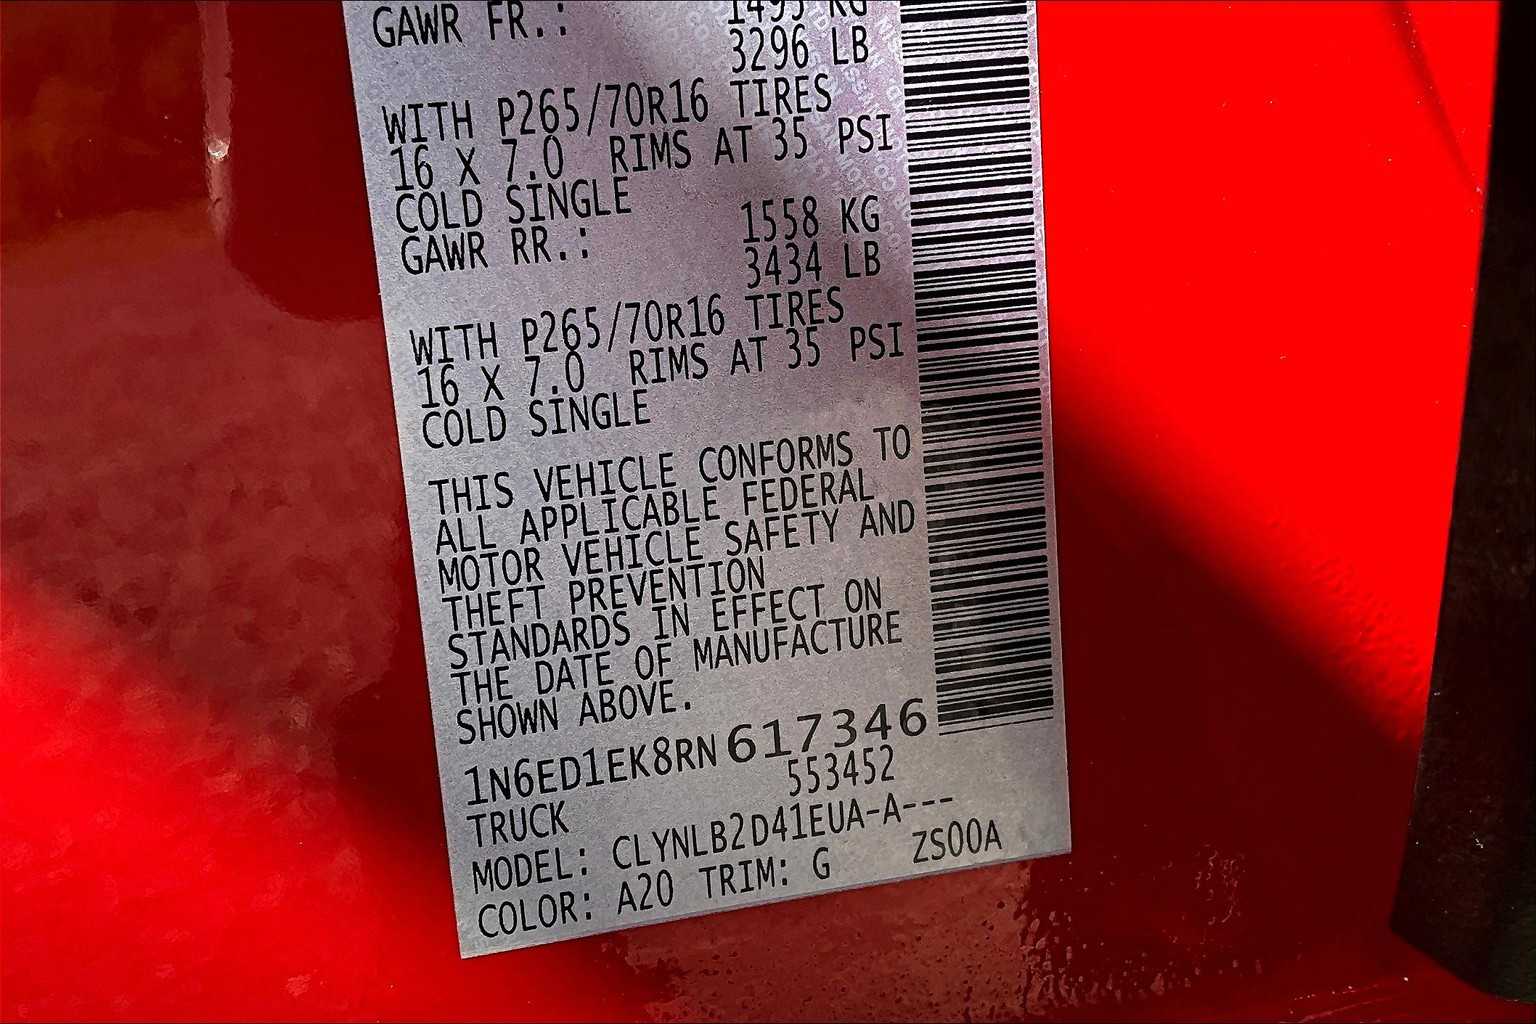 GAWR FR.: 1495 KG
3296 LB
WITH P265/70R16 TIRES
16 X 7.0 RIMS AT 35 PSI
COLD SINGLE
GAWR RR.: 1558 KG
3434 LB
WITH P265/70R16 TIRES
16 X 7.0 RIMS AT 35 PSI
COLD SINGLE
THIS VEHICLE CONFORMS TO
ALL APPLICABLE FEDERAL
MOTOR VEHICLE SAFETY AND
THEFT PREVENTION
STANDARDS IN EFFECT ON
THE DATE OF MANUFACTURE
SHOWN ABOVE.
1N6ED1EK8RN617346
553452
TRUCK
MODEL: CLYNLB2D41EUA-A---
COLOR: A20 TRIM: G ZS00A